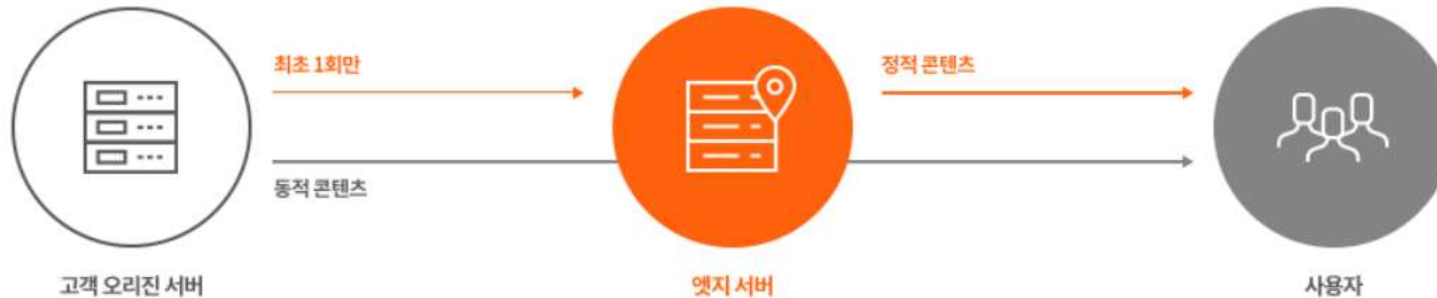 최초 1회만
정적 콘텐츠
동적 콘텐츠
고객 오리진 서버
엣지 서버
사용자